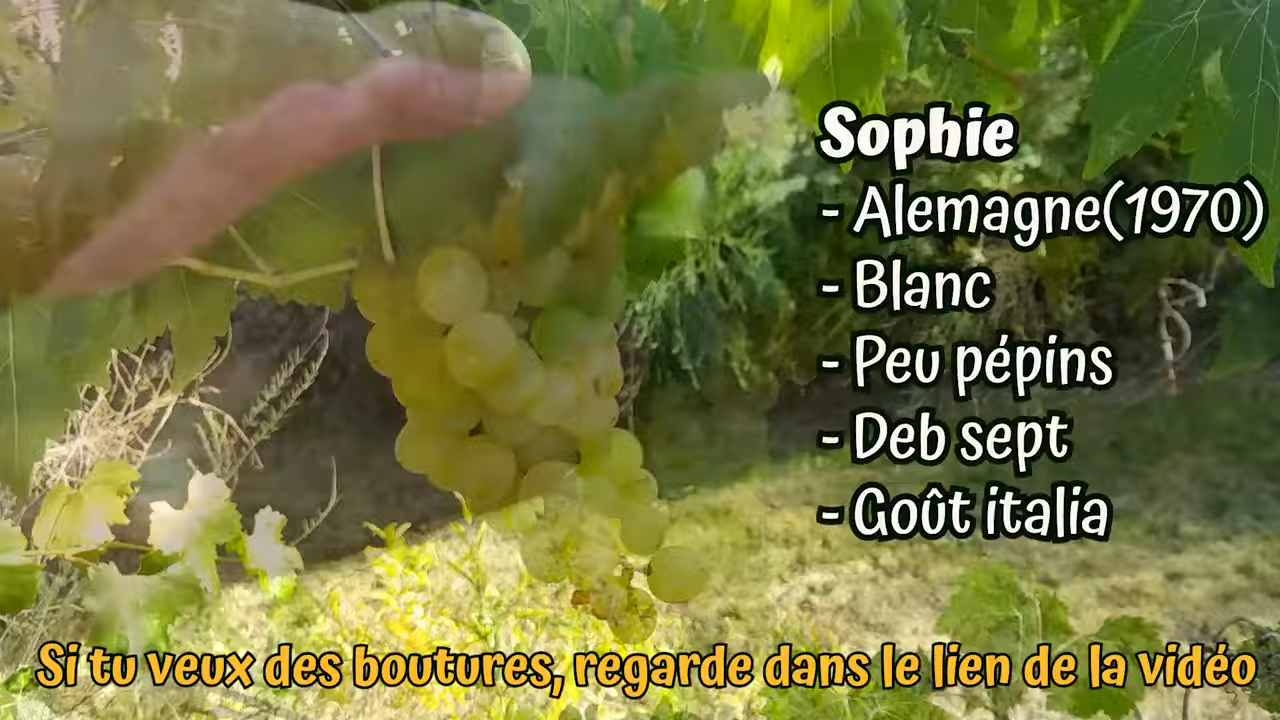 Sophie
- Alemagne(1970)
- Blanc
- Peu pépins
- Deb sept
- Goût italia
Si tu veux des boutures, regarde dans le lien de la vidéo